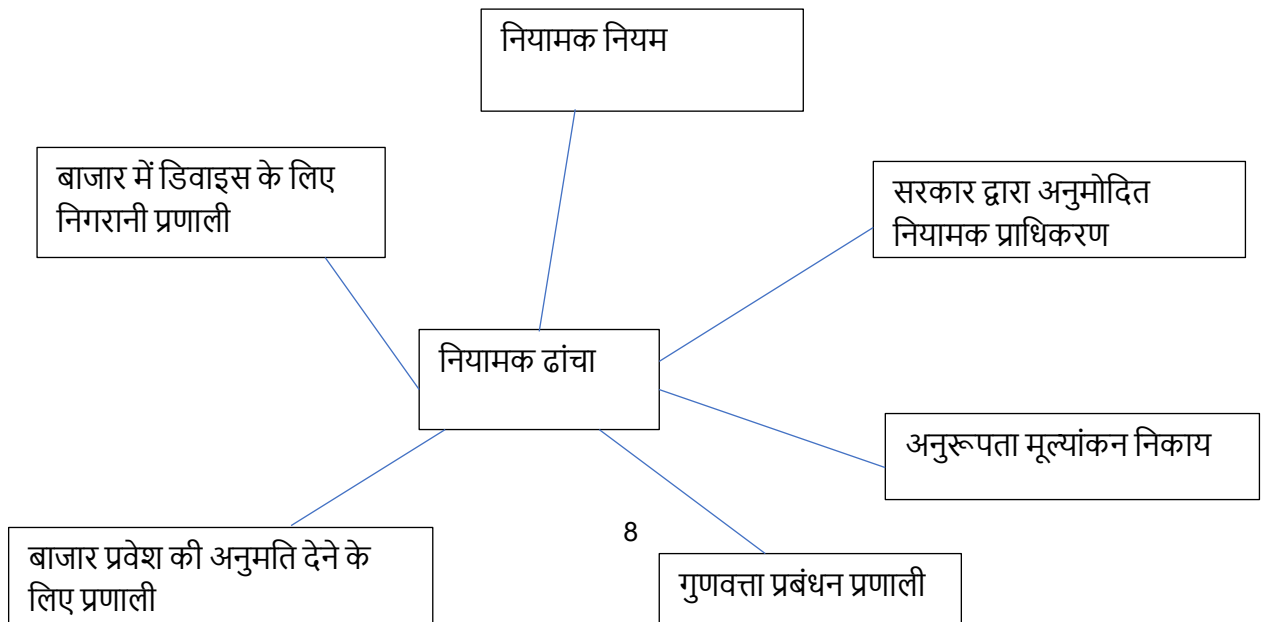 नियामक नियम
बाजार में डिवाइस के लिए
निगरानी प्रणाली
सरकार द्वारा अनुमोदित
नियामक प्राधिकरण
नियामक ढांचा
अनुरूपता मूल्यांकन निकाय
8
बाजार प्रवेश की अनुमति देने के
लिए प्रणाली
गुणवत्ता प्रबंधन प्रणाली